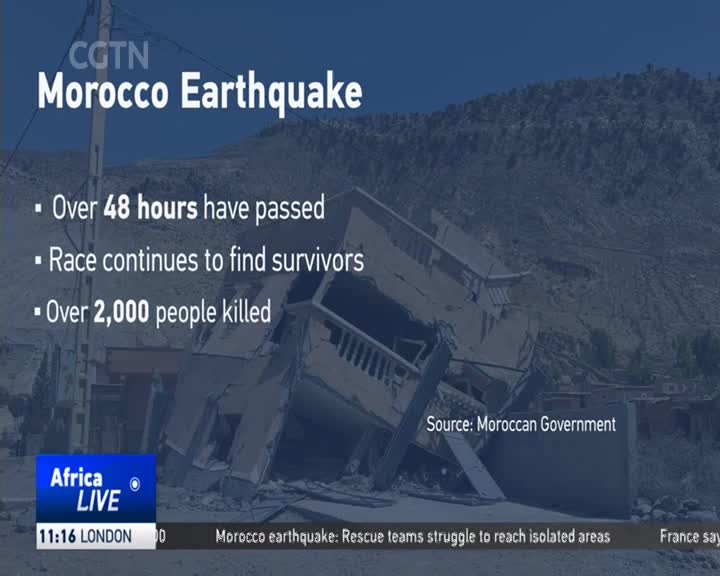 CGTN
Morocco Earthquake
▪ Over 48 hours have passed
▪ Race continues to find survivors
▪ Over 2,000 people killed
Source: Moroccan Government
Africa
LIVE
11:16 LONDON
00 Morocco earthquake: Rescue teams struggle to reach isolated areas France say